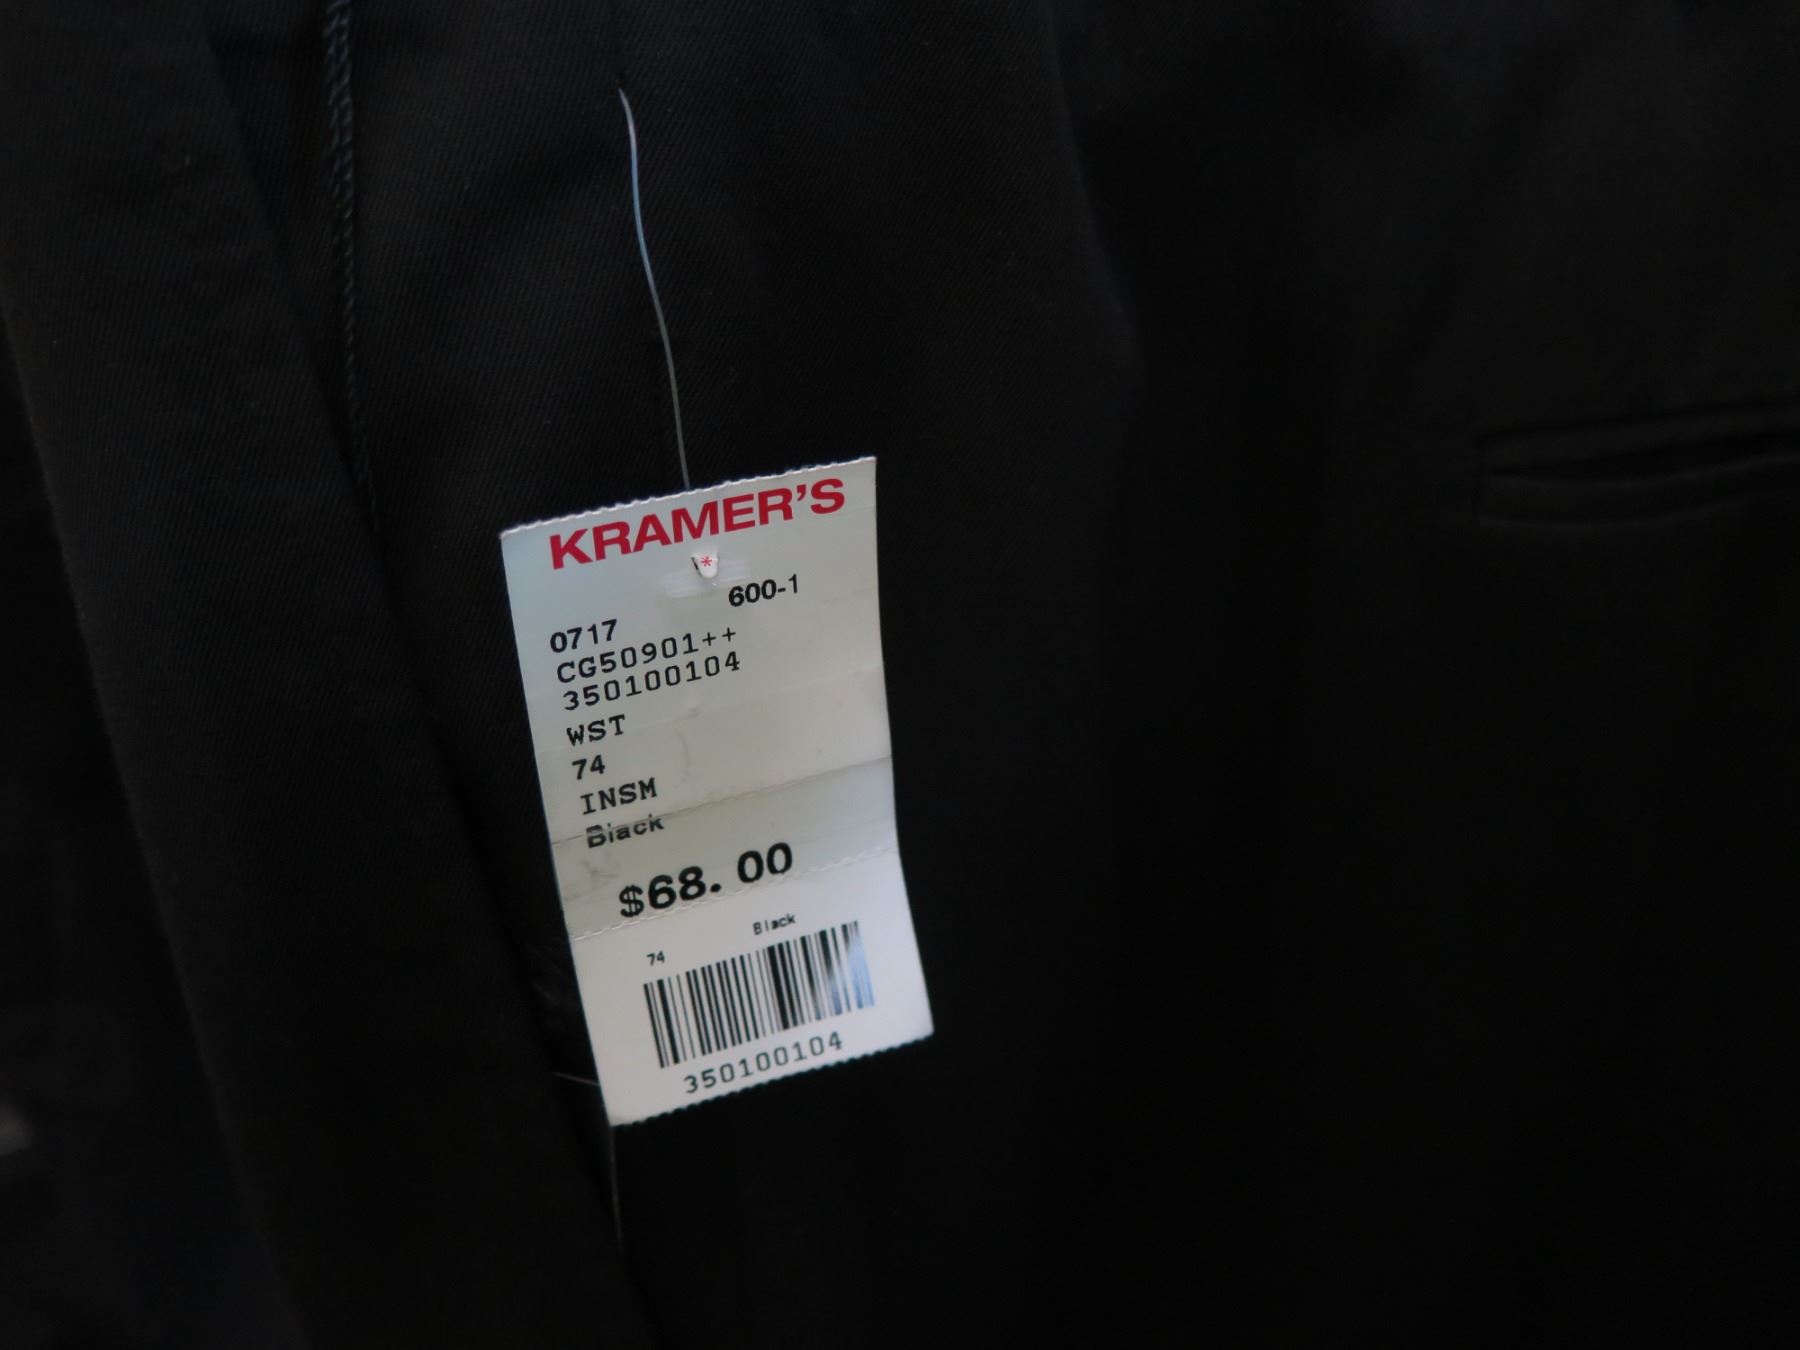 KRAMER'S
600-1
0717
CG50901++
350100104
WST
74
INSM
Black
$68.00
74 Black
350100104